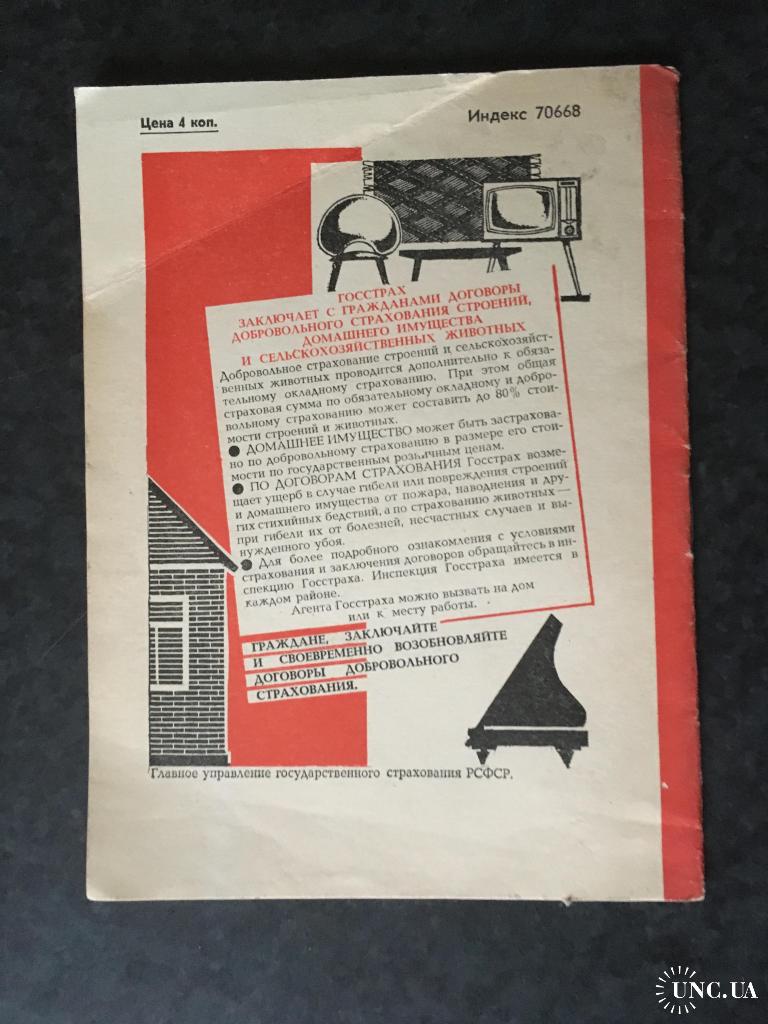 Цена 4 коп.
Индекс 70668
ГОССТРАХ
ЗАКЛЮЧАЕТ С ГРАЖДАНАМИ ДОГОВОРЫ
ДОБРОВОЛЬНОГО СТРАХОВАНИЯ СТРОЕНИЙ,
ДОМАШНЕГО ИМУЩЕСТВА
И СЕЛЬСКОХОЗЯЙСТВЕННЫХ ЖИВОТНЫХ
Добровольное страхование строений и сельскохозяйст-
венных животных проводится дополнительно к обяза-
тельному окладному страхованию. При этом общая
страховая сумма по обязательному окладному и добро-
вольному страхованию может составить до 80% стои-
мости строений и животных.
● ДОМАШНЕЕ ИМУЩЕСТВО может быть застрахова-
но по добровольному страхованию в размере его стои-
мости по государственным розничным ценам.
● ПО ДОГОВОРАМ СТРАХОВАНИЯ Госстрах возме-
щает ущерб в случае гибели или повреждения строений
и домашнего имущества от пожара, наводнения и дру-
гих стихийных бедствий, а по страхованию животных —
при гибели их от болезней, несчастных случаев и вы-
нужденного убоя.
● Для более подробного ознакомления с условиями
страхования и заключения договоров обращайтесь в ин-
спекцию Госстраха. Инспекция Госстраха имеется в
каждом районе.
Агента Госстраха можно вызвать на дом
или к месту работы.
ГРАЖДАНЕ, ЗАКЛЮЧАЙТЕ
И СВОЕВРЕМЕННО ВОЗОБНОВЛЯЙТЕ
ДОГОВОРЫ ДОБРОВОЛЬНОГО
СТРАХОВАНИЯ.
Главное управление государственного страхования РСФСР.
UNC.UA